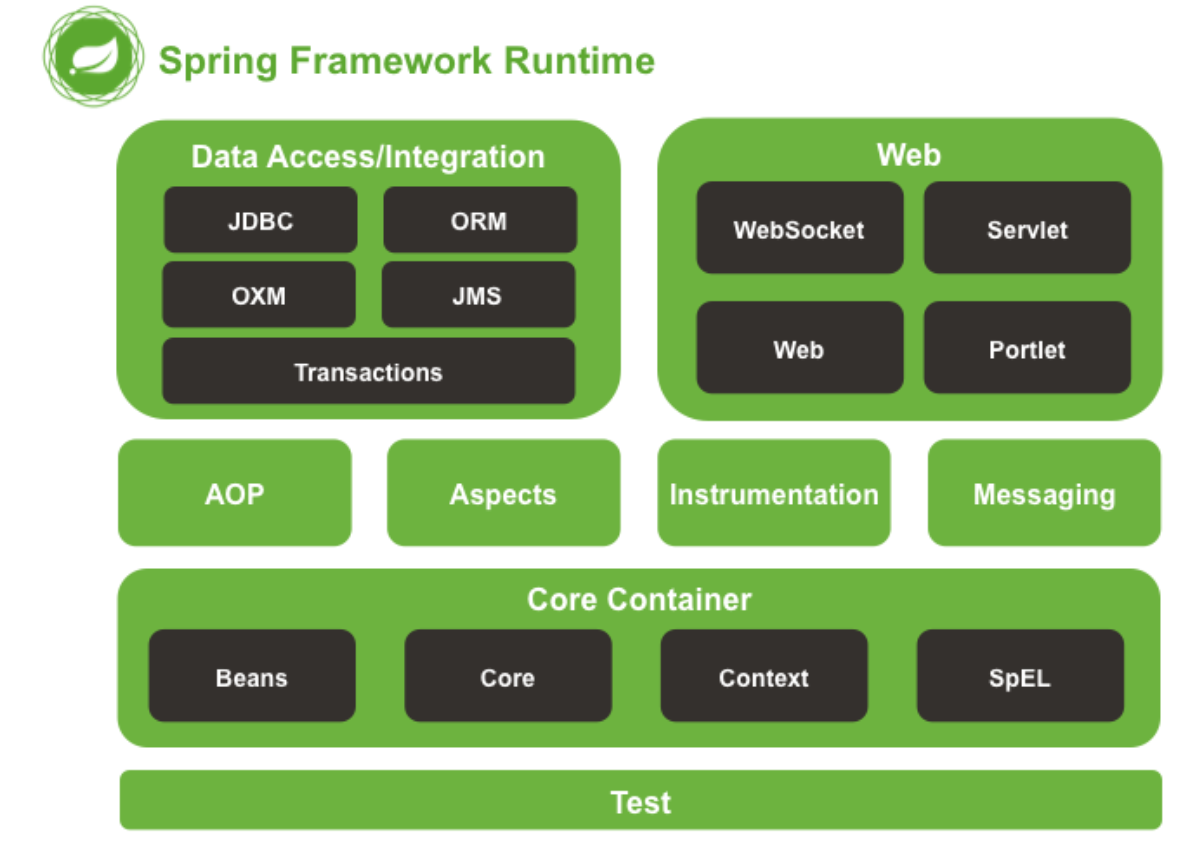 Spring Framework Runtime
Data Access/Integration
JDBC
ORM
OXM
JMS
Transactions
Web
WebSocket
Servlet
Web
Portlet
AOP
Aspects
Instrumentation
Messaging
Core Container
Beans
Core
Context
SpEL
Test